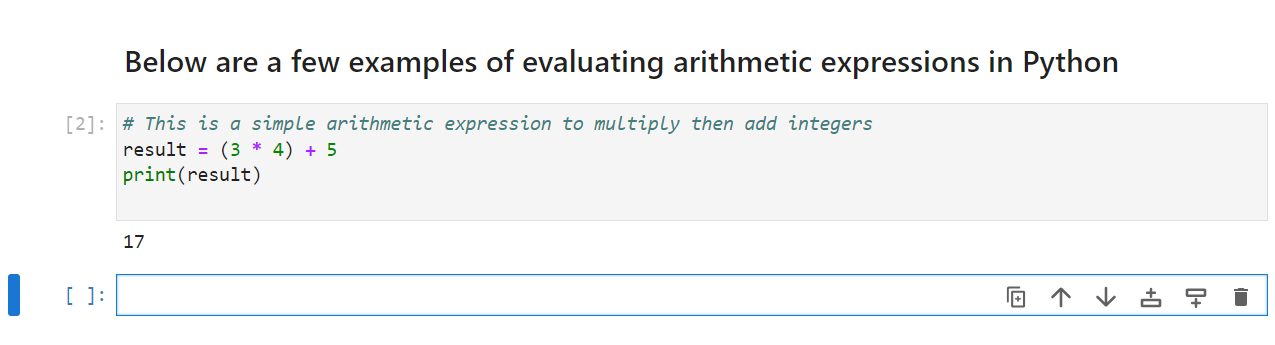 Below are a few examples of evaluating arithmetic expressions in Python
[2]: # This is a simple arithmetic expression to multiply then add integers
result = (3 * 4) + 5
print(result)
17
[ ]: